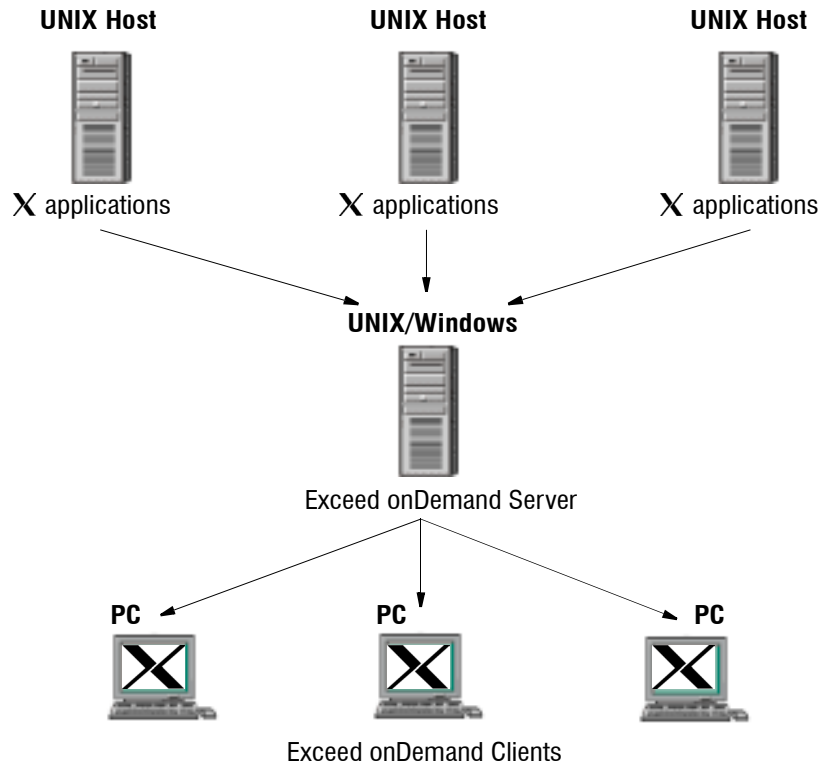 UNIX Host
UNIX Host
UNIX Host
X applications
X applications
X applications
UNIX/Windows
Exceed onDemand Server
PC
PC
PC
X
X
X
Exceed onDemand Clients